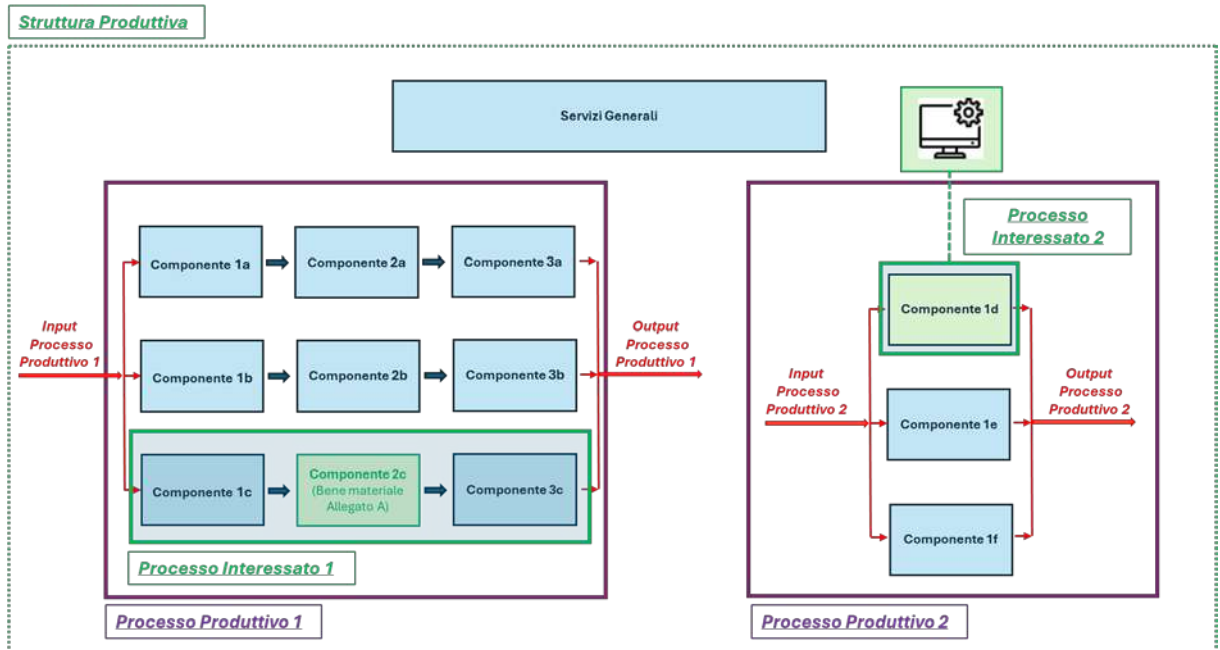 Struttura Produttiva
Servizi Generali
Processo
Interessato 2
Componente 1a
Componente 2a
Componente 3a
Input
Processo
Produttivo 1
Output
Processo
Produttivo 1
Componente 1b
Componente 2b
Componente 3b
Componente 1c
Componente 2c
(Bene materiale
Allegato A)
Componente 3c
Processo Interessato 1
Processo Produttivo 1
Componente 1d
Input
Processo
Produttivo 2
Output
Processo
Produttivo 2
Componente 1e
Componente 1f
Processo Produttivo 2